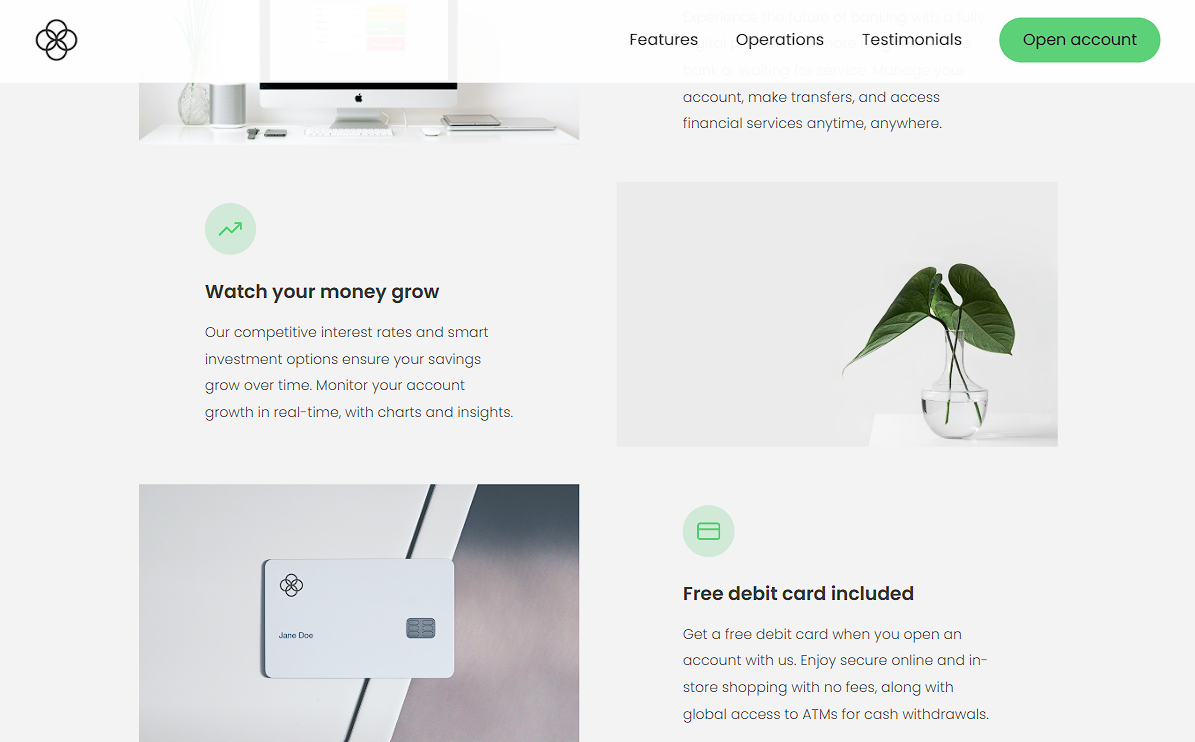 Features
Operations
Testimonials
Open account
Experience the future of banking with a fully
bank or waiting for service. Manage your
account, make transfers, and access
financial services anytime, anywhere.
Watch your money grow
Our competitive interest rates and smart
investment options ensure your savings
grow over time. Monitor your account
growth in real-time, with charts and insights.
Jane Doe
Free debit card included
Get a free debit card when you open an
account with us. Enjoy secure online and in-
store shopping with no fees, along with
global access to ATMs for cash withdrawals.